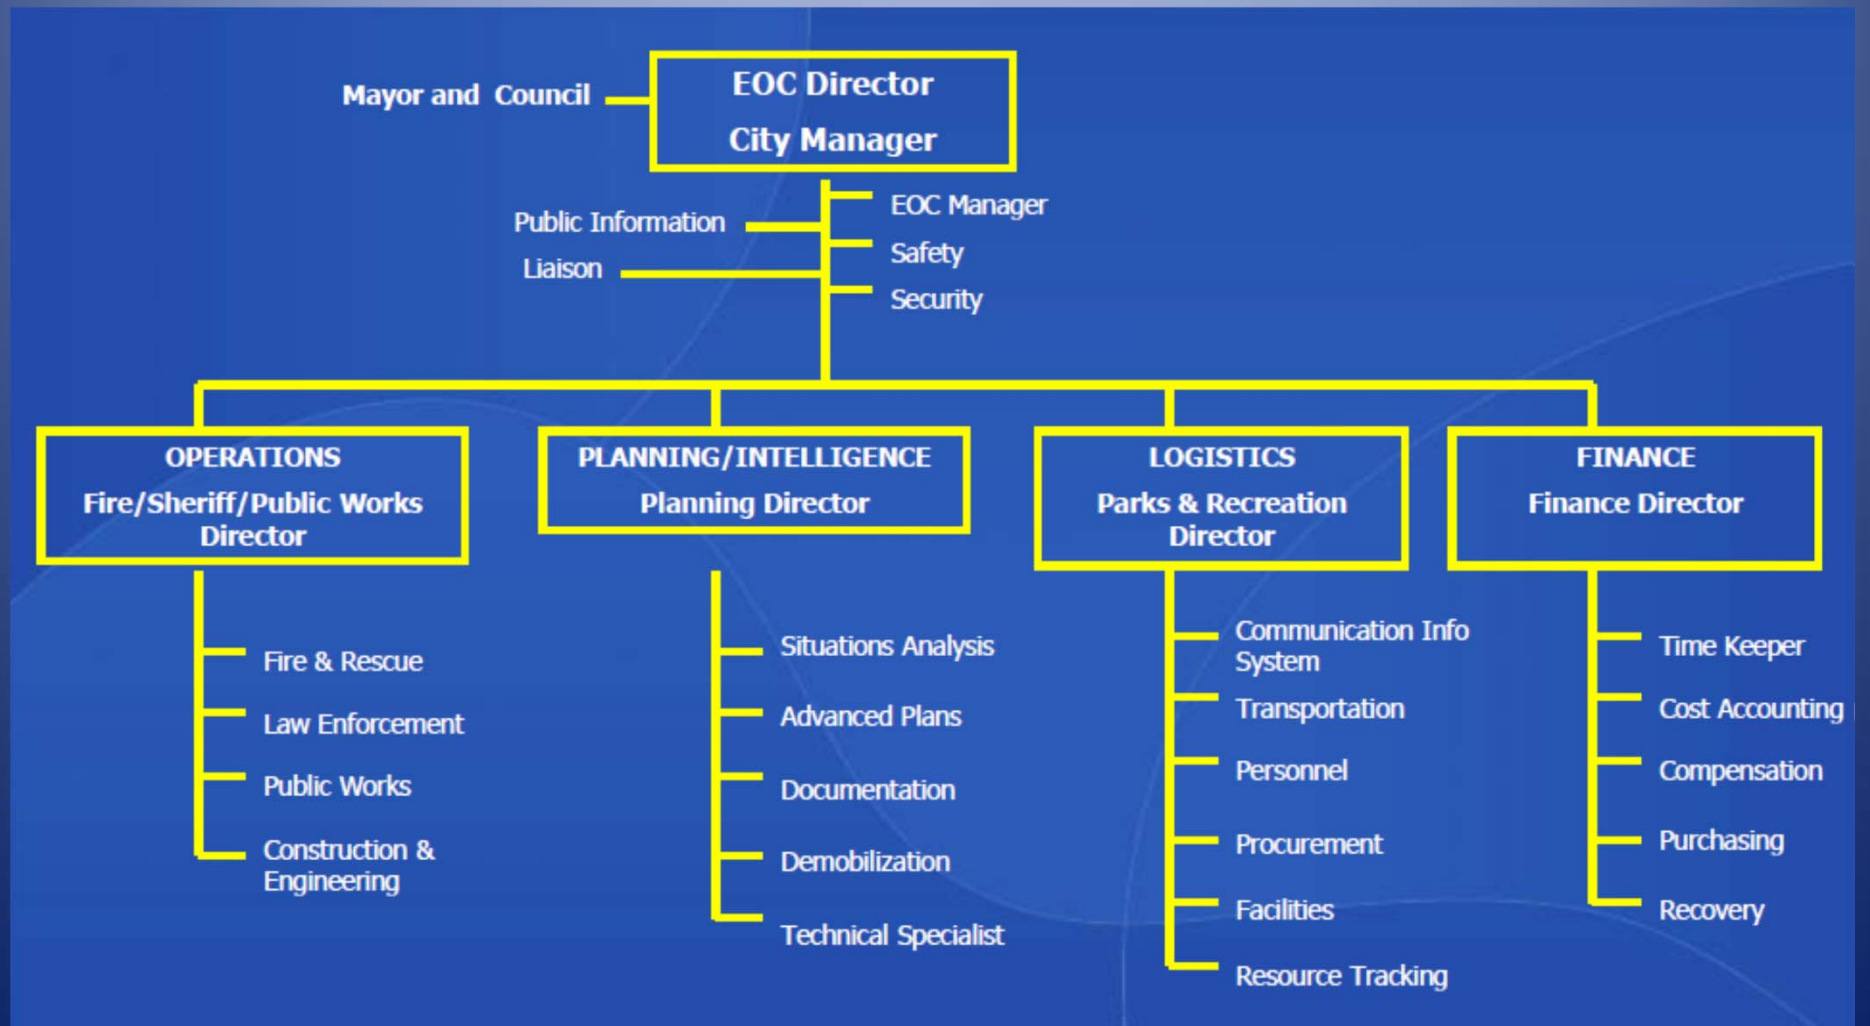 Mayor and Council
EOC Director
City Manager
Public Information
Liaison
EOC Manager
Safety
Security
OPERATIONS
Fire/Sheriff/Public Works
Director
Fire & Rescue
Law Enforcement
Public Works
Construction &
Engineering
PLANNING/INTELLIGENCE
Planning Director
Situations Analysis
Advanced Plans
Documentation
Demobilization
Technical Specialist
LOGISTICS
Parks & Recreation
Director
Communication Info
System
Transportation
Personnel
Procurement
Facilities
Resource Tracking
FINANCE
Finance Director
Time Keeper
Cost Accounting
Compensation
Purchasing
Recovery